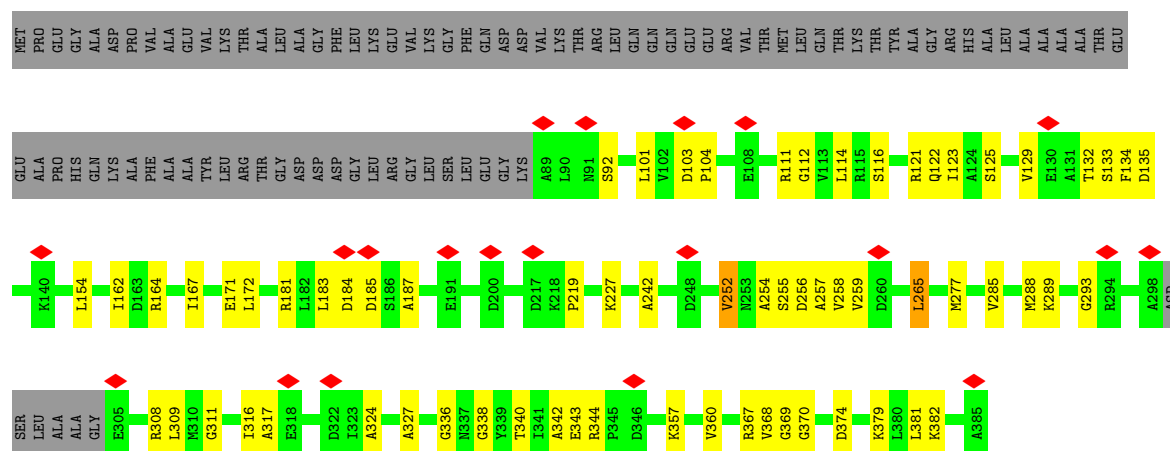 MET PRO GLU GLY ALA ASP PRO VAL ALA GLU VAL LYS THR ALA LEU ALA GLY PHE LEU LYS GLU VAL LYS GLY PHE GLN ASP ASP VAL LYS THR ARG LEU GLN GLN GLN GLU GLU ARG VAL THR MET LEU GLN THR LYS THR TYR ALA GLY ARG HIS ALA LEU ALA ALA ALA ALA THR GLU
GLU ALA PRO HIS GLN LYS ALA PHE ALA ALA TYR LEU ARG THR GLY ASP ASP ASP GLY LEU ARG GLY LEU SER LEU GLU GLY LYS A89 L90 N91 S92 L101 V102 D103 P104 E108 R111 G112 V113 L114 R115 S116 R121 Q122 I123 A124 S125 V129 E130 A131 T132 S133 F134 D135
K140 L154 I162 D163 R164 I167 E171 L172 R181 L182 L183 D184 D185 S186 A187 E191 D200 D217 K218 P219 K227 A242 D248 V252 N253 A254 S255 D256 A257 V258 V259 D260 L265 M277 V285 M288 K289 G293 R294 A298 ASP
SER LEU ALA ALA GLY E305 R308 L309 M310 G311 I316 A317 E318 D322 I323 A324 A327 G336 N337 G338 Y339 T340 I341 A342 E343 R344 P345 D346 K357 V360 R367 V368 G369 G370 D374 K379 L380 L381 K382 A385